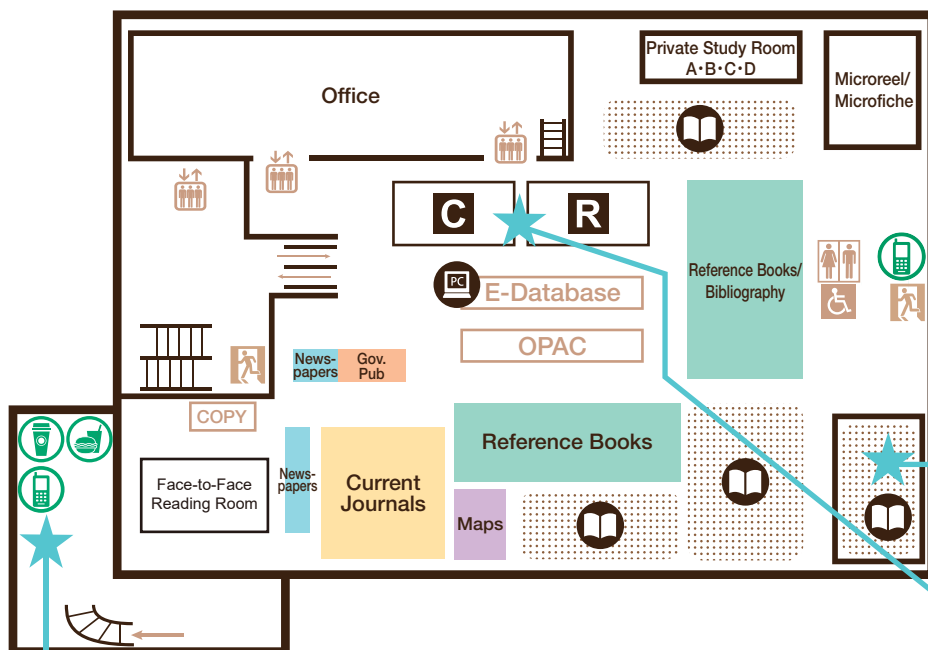 Office
Private Study Room
A・B・C・D
Microreel/
Microfiche
C
R
Reference Books/
Bibliography
PC
E-Database
OPAC
News-
papers
Gov.
Pub
COPY
Reference Books
Face-to-Face
Reading Room
News-
papers
Current
Journals
Maps